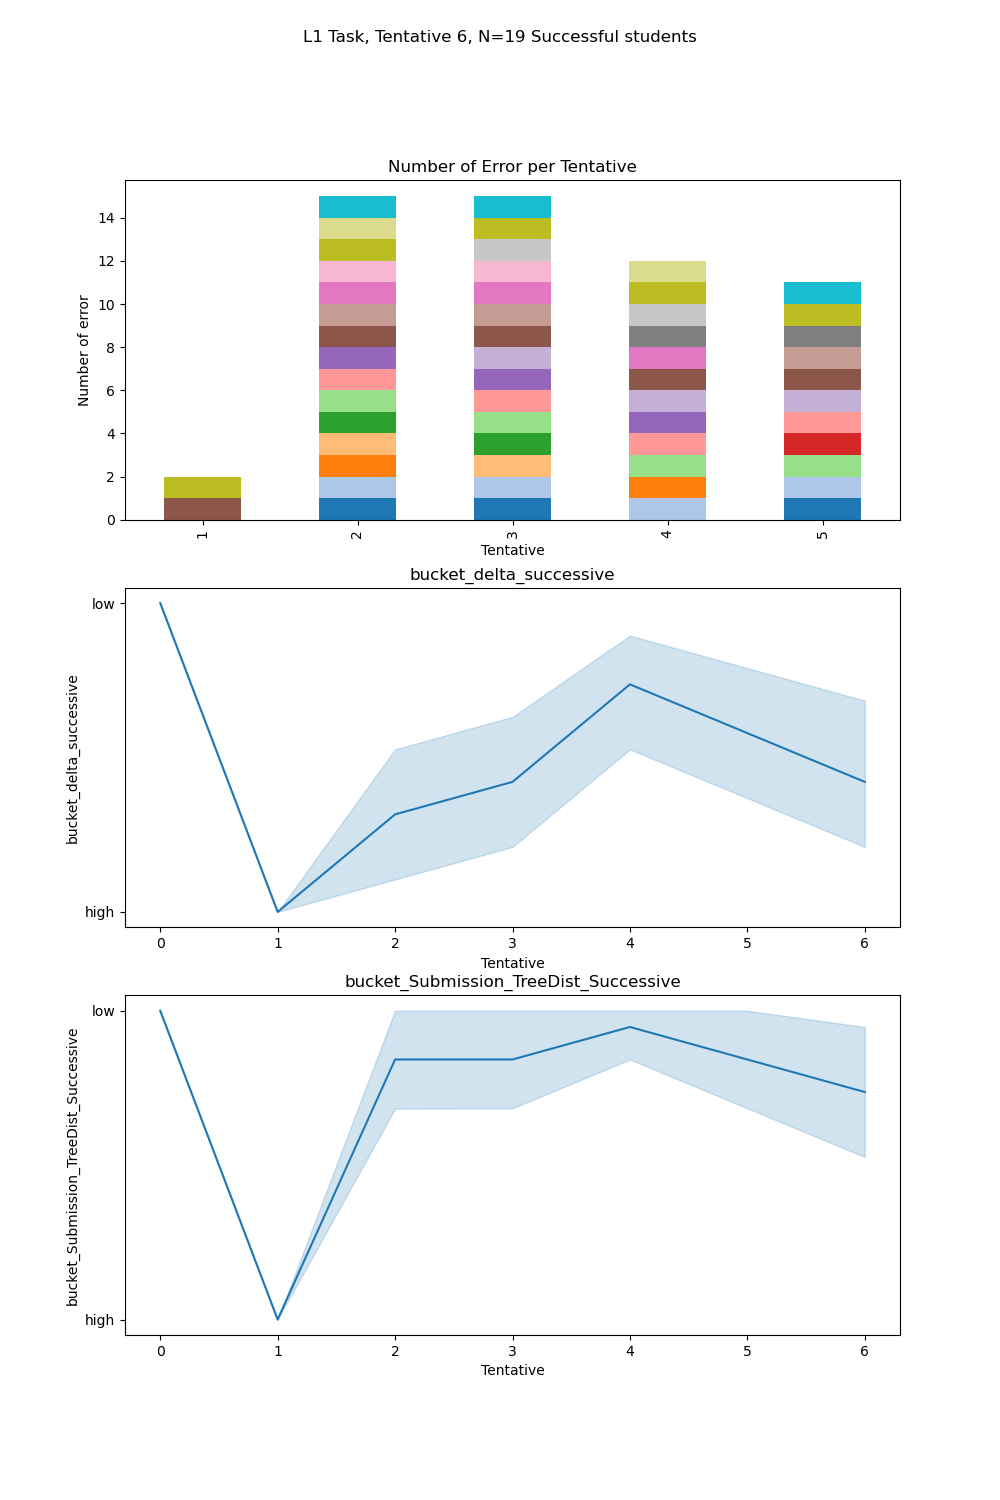 L1 Task, Tentative 6, N=19 Successful students
Number of Error per Tentative
Number of error
14
12
10
8
6
4
2
0
1 2 3 4 5
Tentative
bucket_delta_successive
bucket_delta_successive
low
high
0 1 2 3 4 5 6
Tentative
bucket_Submission_TreeDist_Successive
bucket_Submission_TreeDist_Successive
low
high
0 1 2 3 4 5 6
Tentative